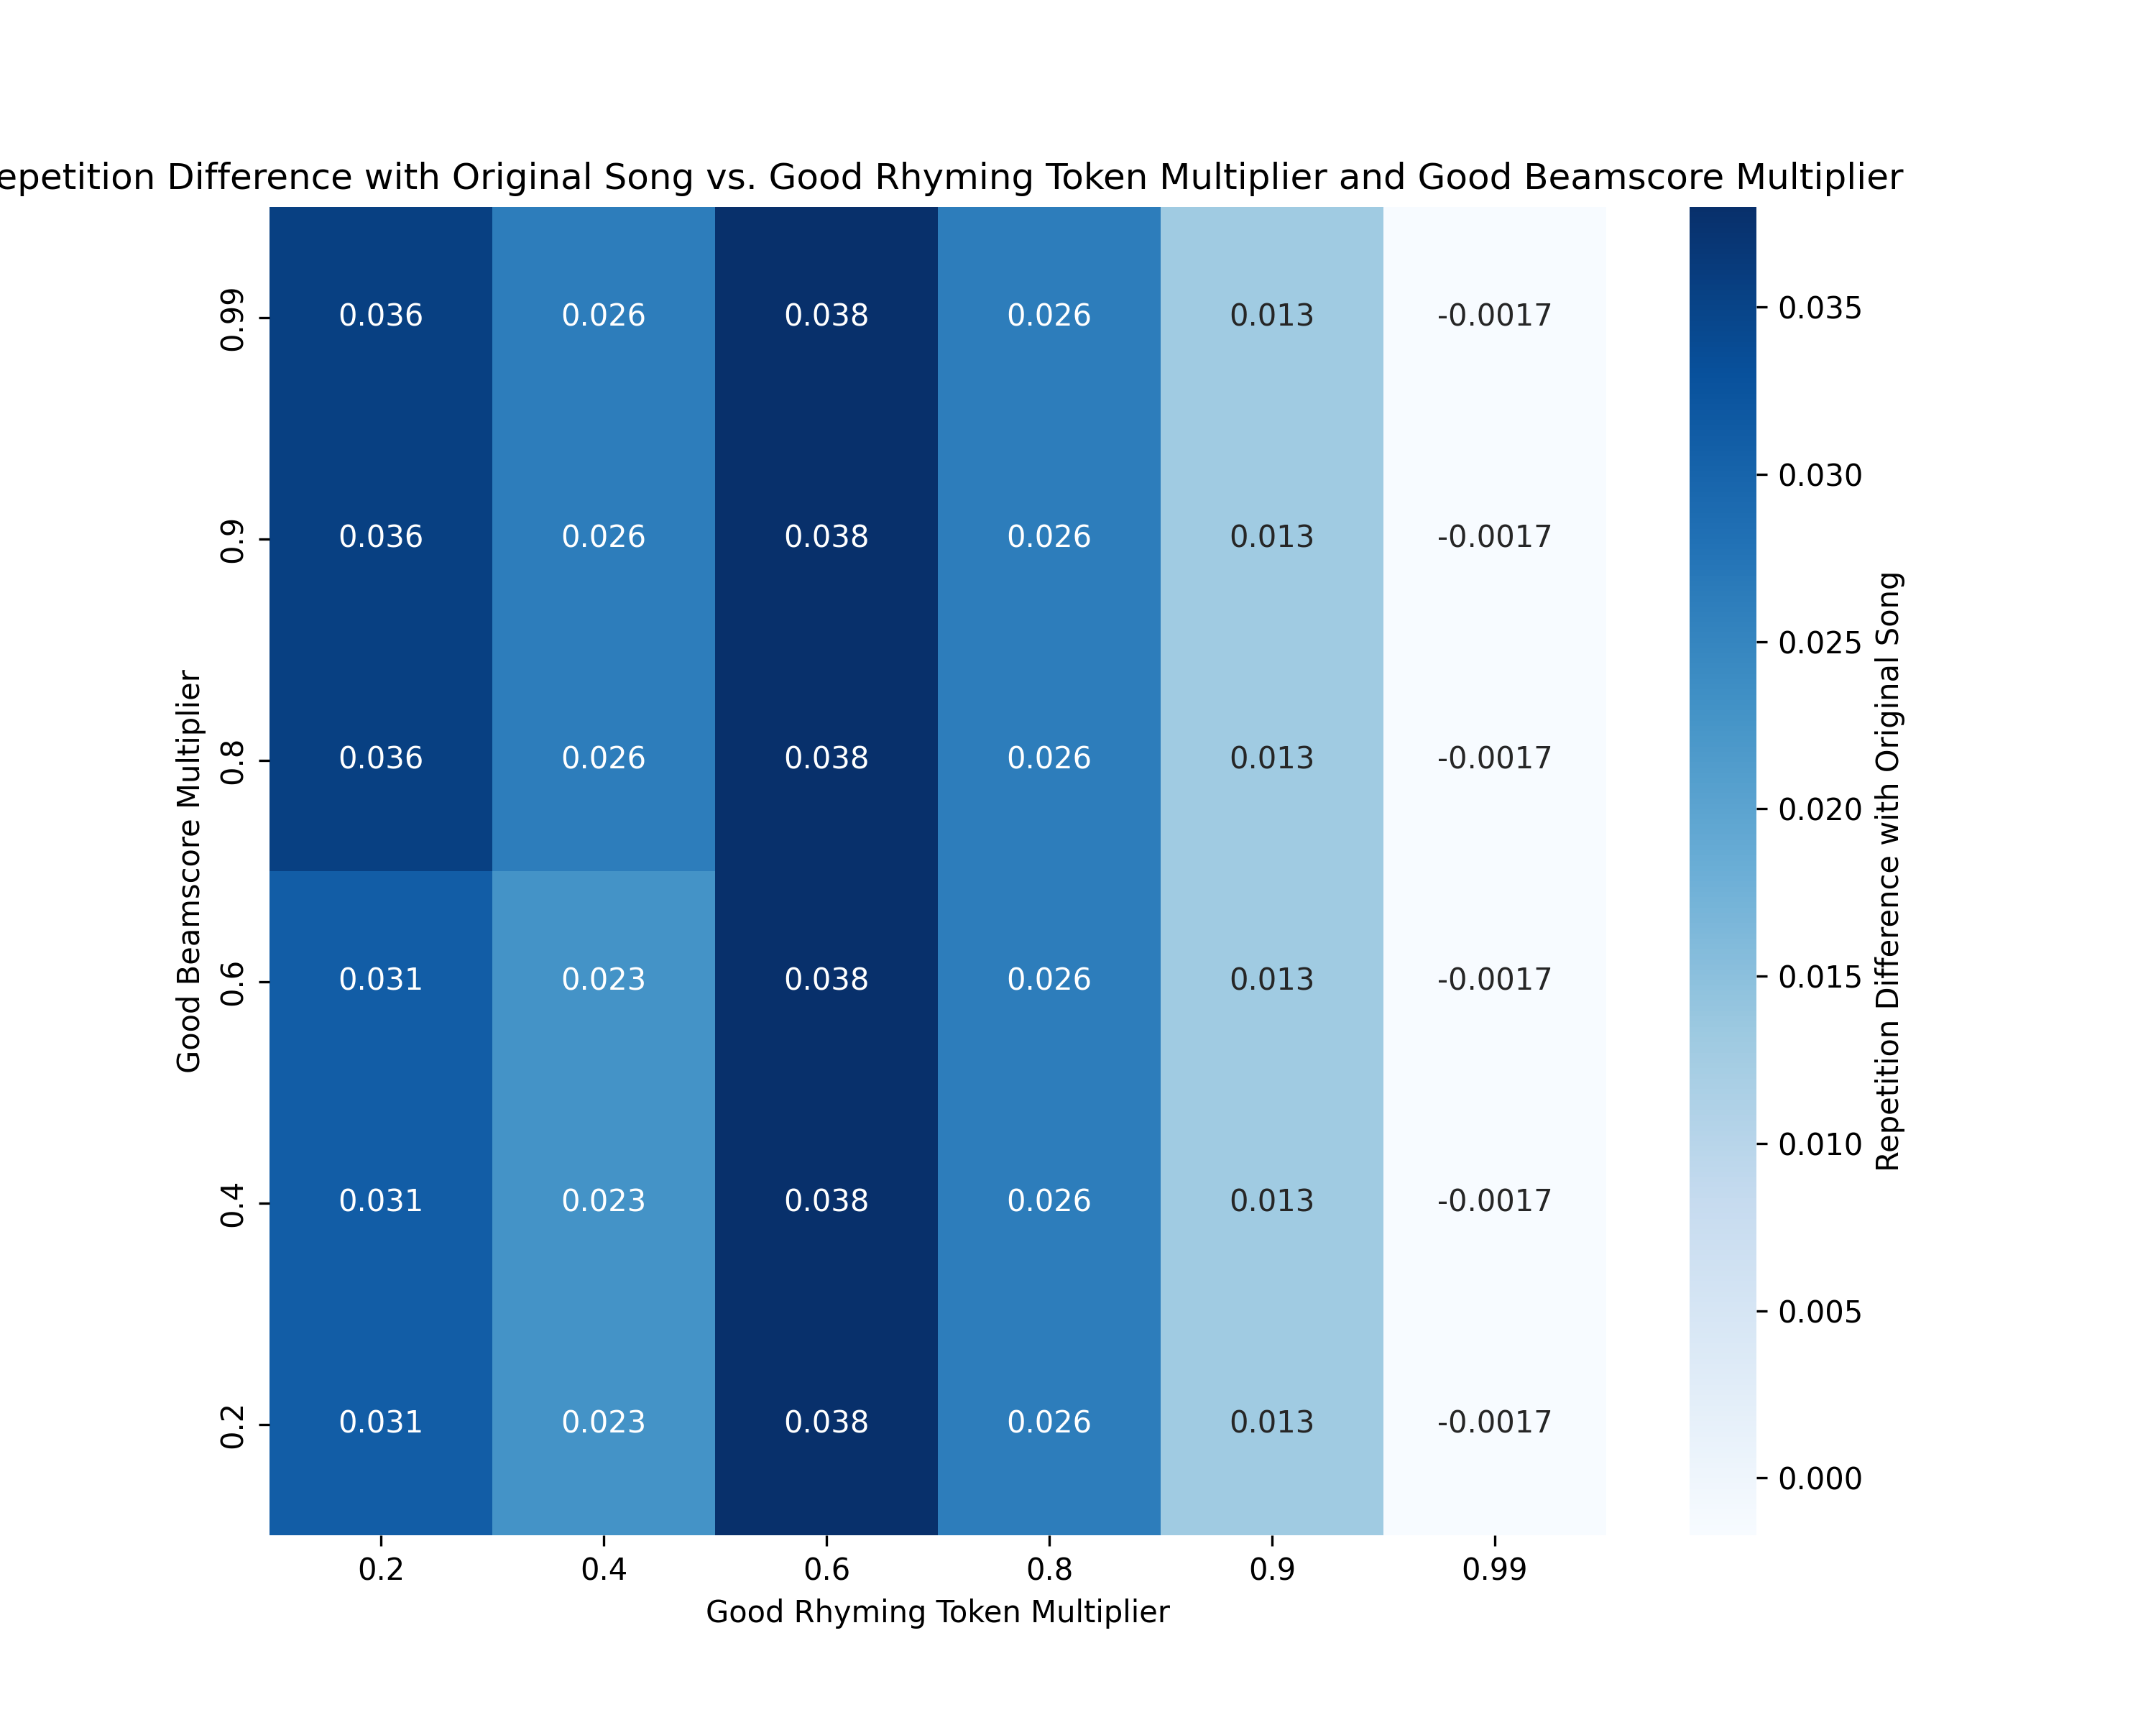 epetition Difference with Original Song vs. Good Rhyming Token Multiplier and Good Beamscore Multiplier
Good Beamscore Multiplier
0.99 0.036 0.026 0.038 0.026 0.013 -0.0017
0.9 0.036 0.026 0.038 0.026 0.013 -0.0017
0.8 0.036 0.026 0.038 0.026 0.013 -0.0017
0.6 0.031 0.023 0.038 0.026 0.013 -0.0017
0.4 0.031 0.023 0.038 0.026 0.013 -0.0017
0.2 0.031 0.023 0.038 0.026 0.013 -0.0017
0.2 0.4 0.6 0.8 0.9 0.99
Good Rhyming Token Multiplier
0.035
0.030
0.025
0.020
0.015
0.010
0.005
0.000
Repetition Difference with Original Song